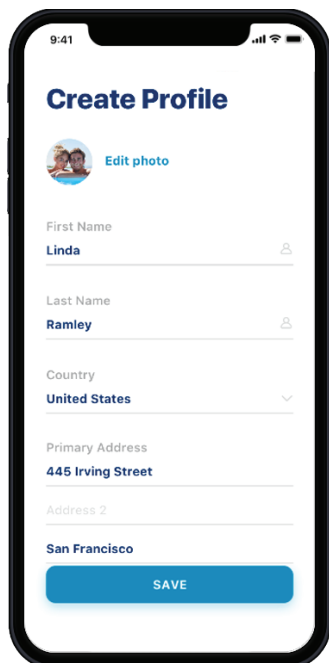 9:41
Create Profile
Edit photo
First Name
Linda
Last Name
Ramley
Country
United States
Primary Address
445 Irving Street
Address 2
San Francisco
SAVE